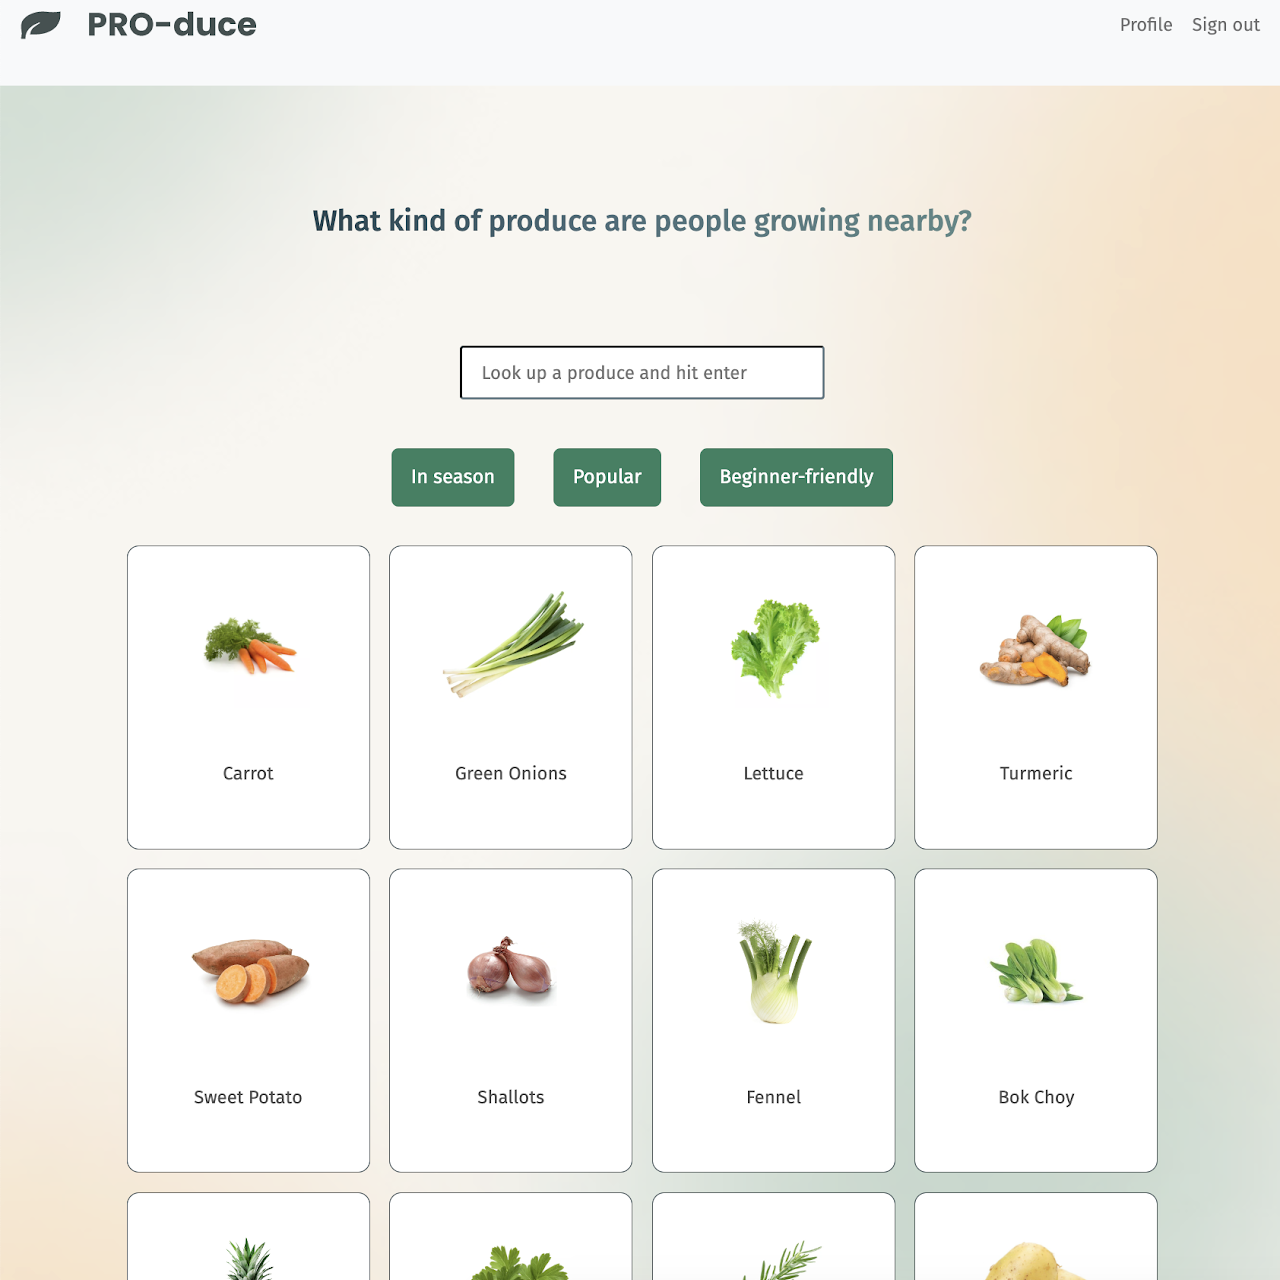 PRO-duce
Profile
Sign out
What kind of produce are people growing nearby?
Look up a produce and hit enter
In season
Popular
Beginner-friendly
Carrot
Green Onions
Lettuce
Turmeric
Sweet Potato
Shallots
Fennel
Bok Choy